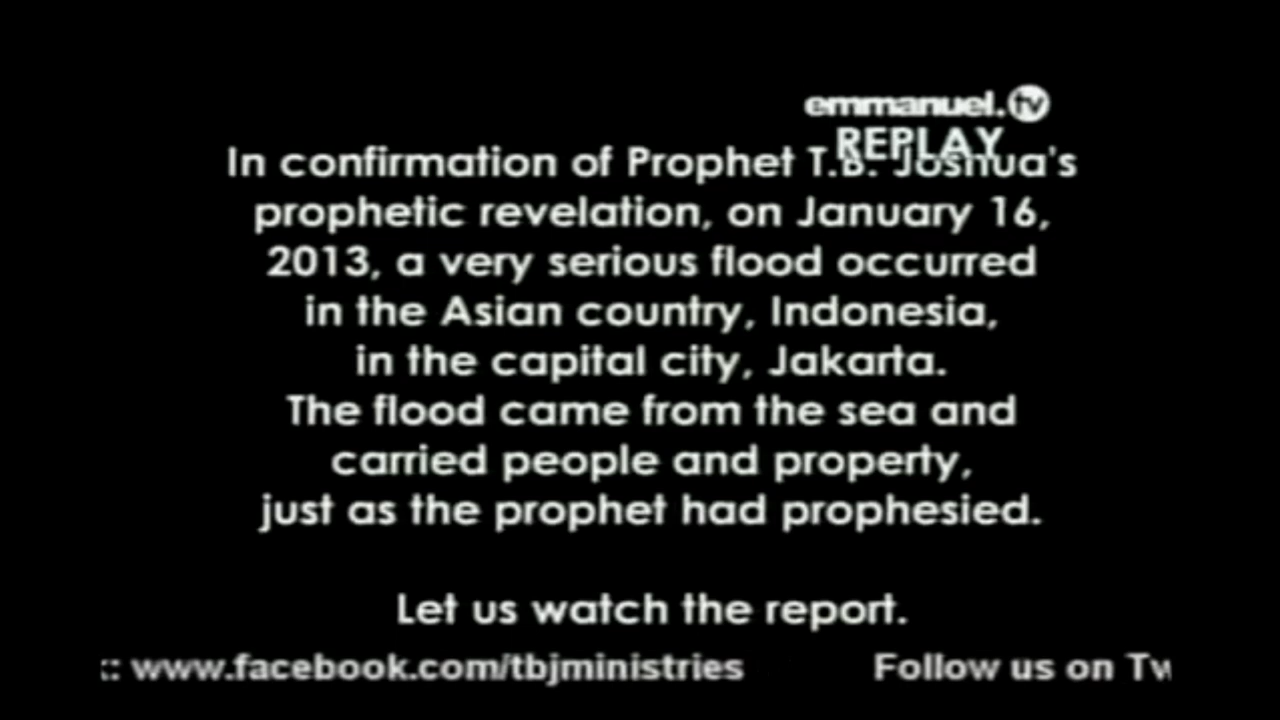 emmanuel.tv
REPLAY
In confirmation of Prophet T.B. Joshua's
prophetic revelation, on January 16,
2013, a very serious flood occurred
in the Asian country, Indonesia,
in the capital city, Jakarta.
The flood came from the sea and
carried people and property,
just as the prophet had prophesied.
Let us watch the report.
:: www.facebook.com/tbjministries Follow us on Tw